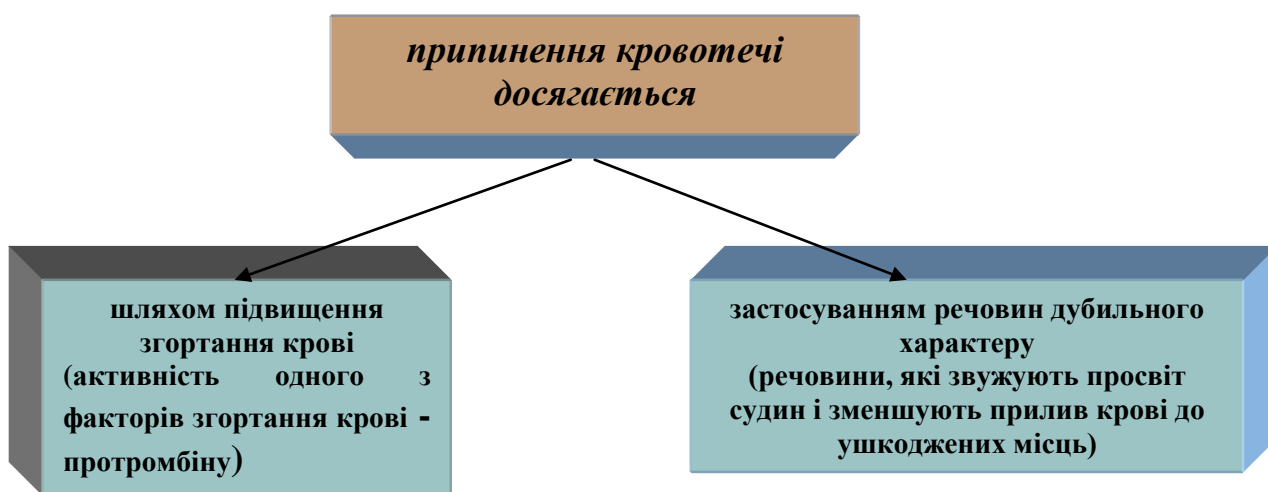 припинення кровотечі
досягається
шляхом підвищення
згортання крові
(активність одного з
факторів згортання крові -
протромбіну)
застосуванням речовин дубильного
характеру
(речовини, які звужують просвіт
судин і зменшують прилив крові до
ушкоджених місць)